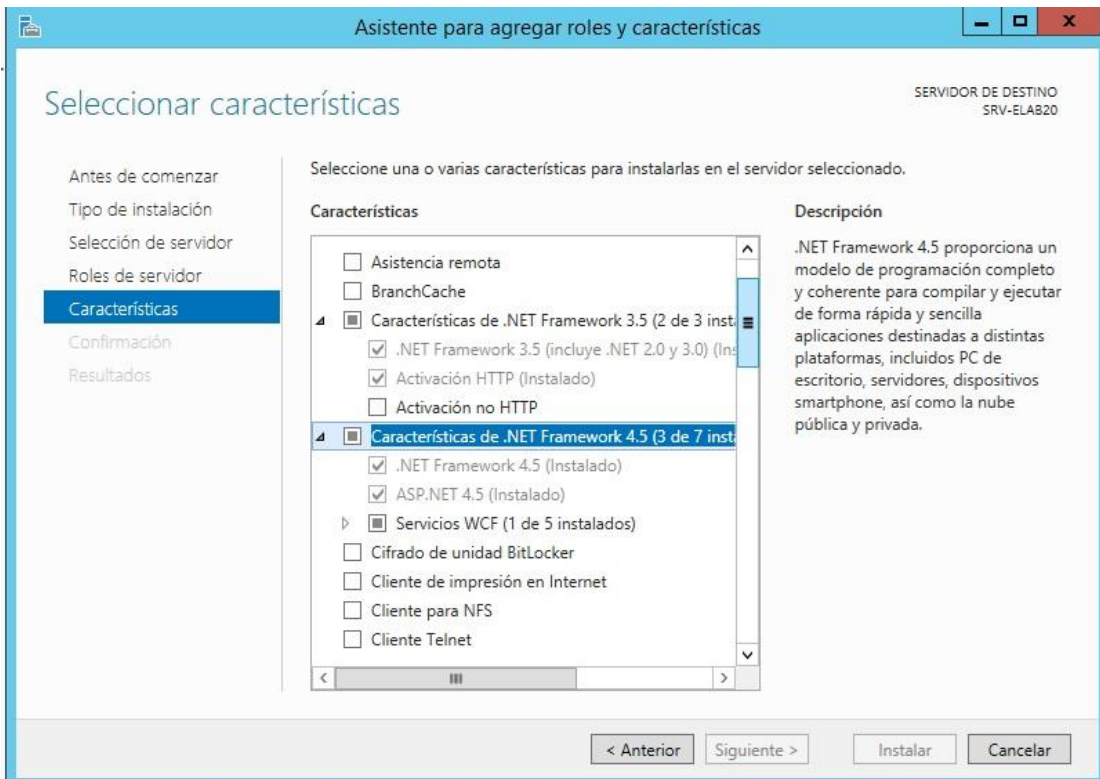 Asistente para agregar roles y características
Seleccionar características
SERVIDOR DE DESTINO
SRV-ELAB20
Antes de comenzar
Tipo de instalación
Selección de servidor
Roles de servidor
Características
Confirmación
Resultados
Seleccione una o varias características para instalarlas en el servidor seleccionado.
Características
Asistencia remota
BranchCache
Características de .NET Framework 3.5 (2 de 3 inst
.NET Framework 3.5 (incluye .NET 2.0 y 3.0) (Ins
Activación HTTP (Instalado)
Activación no HTTP
Características de .NET Framework 4.5 (3 de 7 inst
.NET Framework 4.5 (Instalado)
ASP.NET 4.5 (Instalado)
Servicios WCF (1 de 5 instalados)
Cifrado de unidad BitLocker
Cliente de impresión en Internet
Cliente para NFS
Cliente Telnet
Descripción
.NET Framework 4.5 proporciona un
modelo de programación completo
y coherente para compilar y ejecutar
de forma rápida y sencilla
aplicaciones destinadas a distintas
plataformas, incluidos PC de
escritorio, servidores, dispositivos
smartphone, así como la nube
pública y privada.
< Anterior
Siguiente >
Instalar
Cancelar